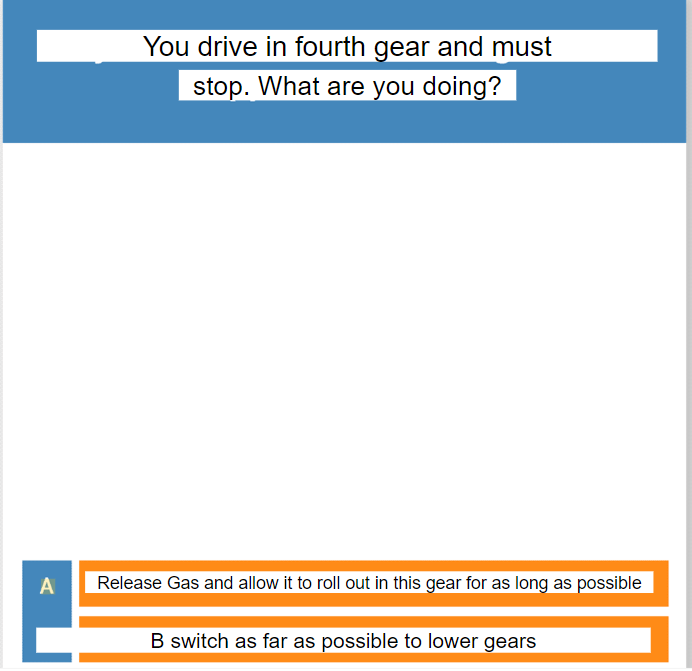 You drive in fourth gear and must
stop. What are you doing?
A Release Gas and allow it to roll out in this gear for as long as possible
B switch as far as possible to lower gears